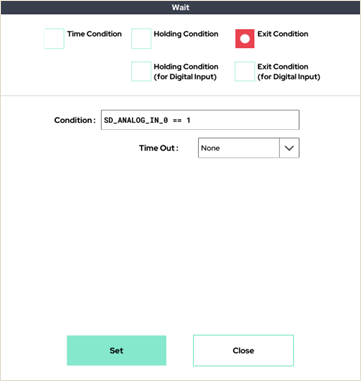 Wait
Time Condition
Holding Condition
Exit Condition
Holding Condition
(for Digital Input)
Exit Condition
(for Digital Input)
Condition : SD_ANALOG_IN_0 == 1
Time Out : None
Set
Close